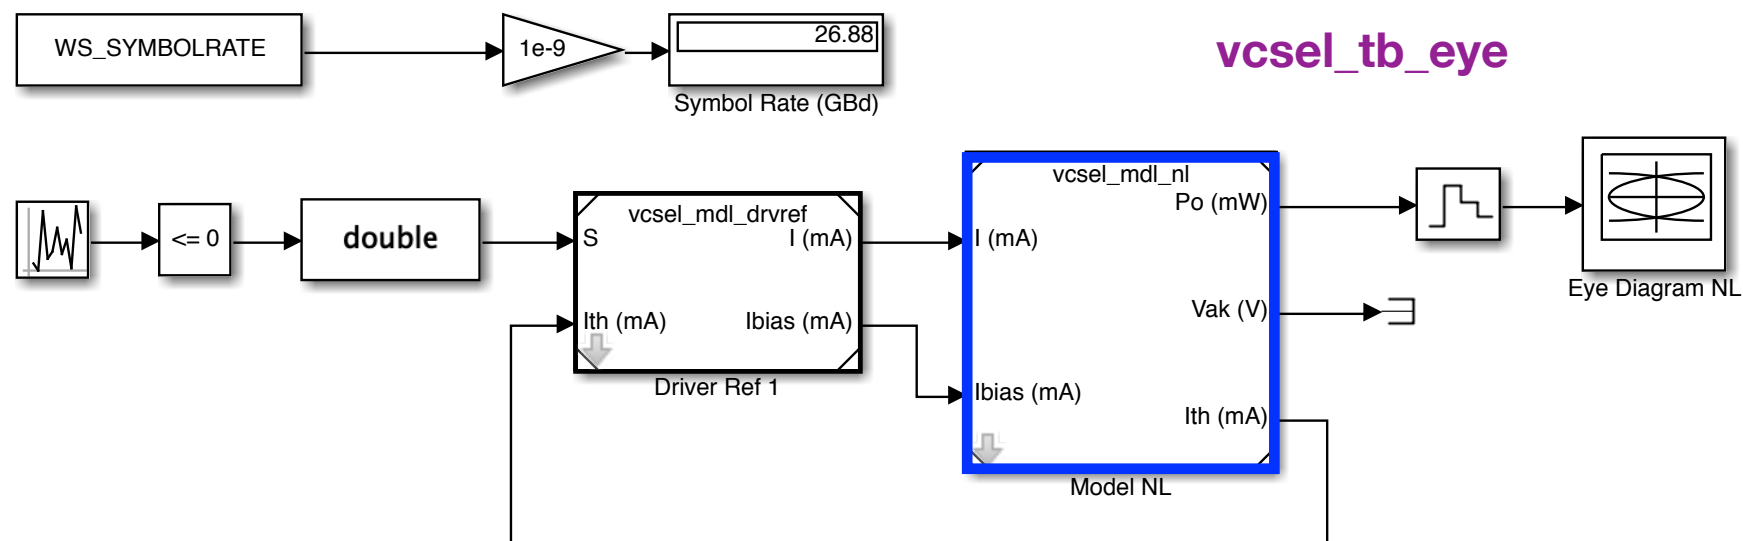 WS_SYMBOLRATE
1e-9
26.88
Symbol Rate (GBd)
vcsel_tb_eye
<= 0
double
vcsel_mdl_drvref
S
I (mA)
Ith (mA)
Ibias (mA)
Driver Ref 1
vcsel_mdl_nl
Po (mW)
I (mA)
Vak (V)
Ibias (mA)
Ith (mA)
Model NL
Eye Diagram NL